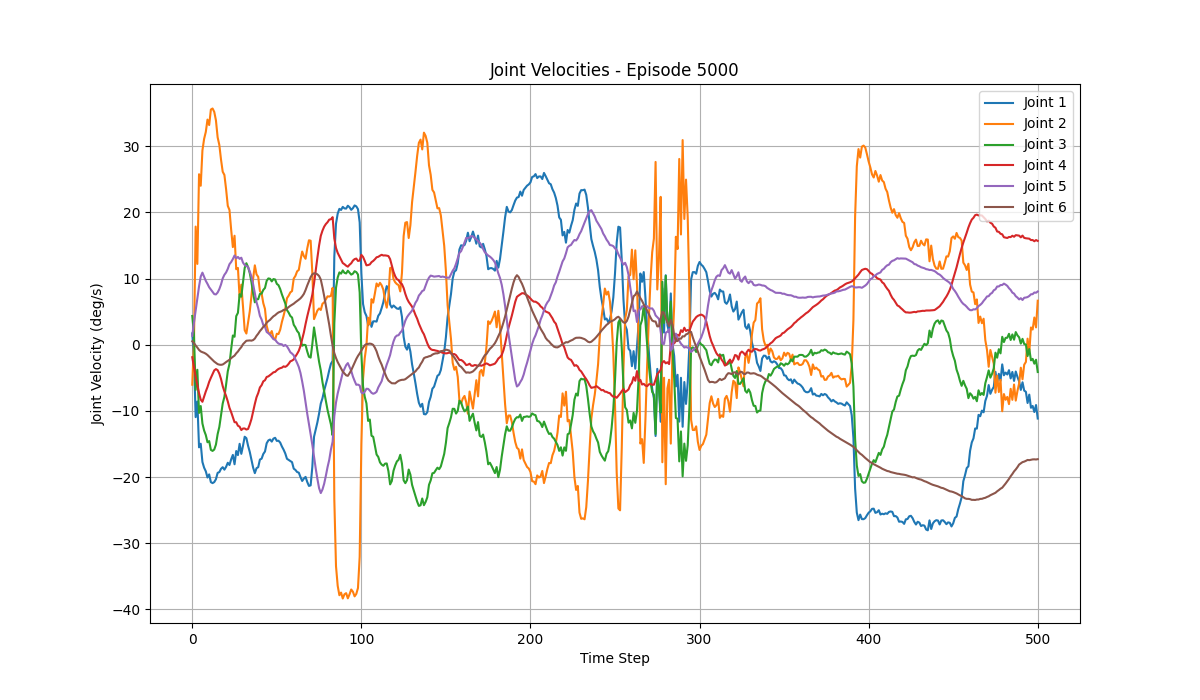 Joint Velocities - Episode 5000
Joint Velocity (deg/s)
30
20
10
0
−10
−20
−30
−40
0 100 200 300 400 500
Time Step
Joint 1
Joint 2
Joint 3
Joint 4
Joint 5
Joint 6